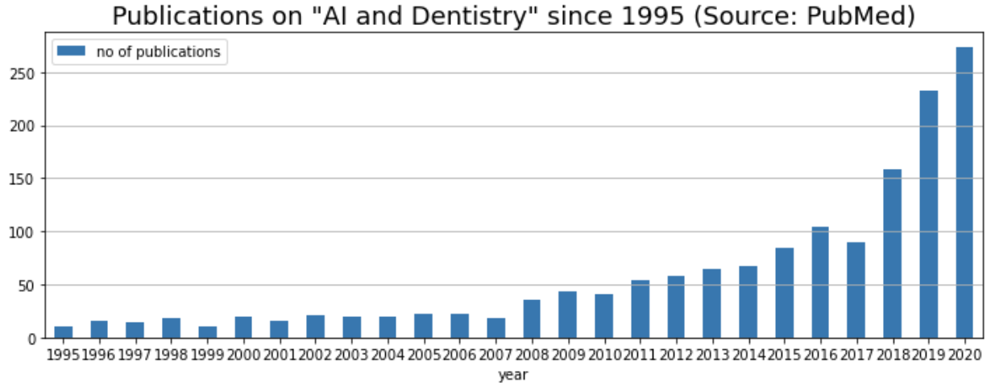 Publications on "AI and Dentistry" since 1995 (Source: PubMed)
no of publications
250
200
150
100
50
0
1995 1996 1997 1998 1999 2000 2001 2002 2003 2004 2005 2006 2007 2008 2009 2010 2011 2012 2013 2014 2015 2016 2017 2018 2019 2020
year